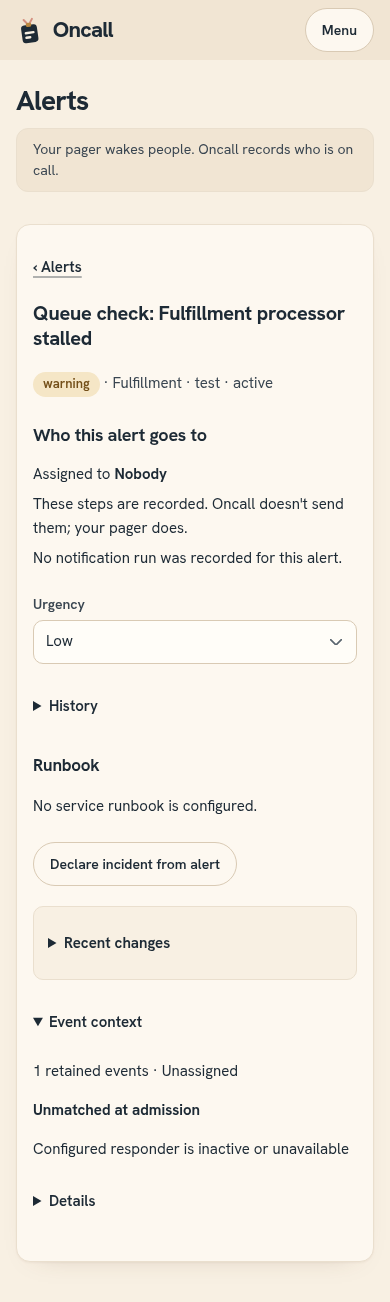 Oncall
Menu
Alerts
Your pager wakes people. Oncall records who is on
call.
‹ Alerts
Queue check: Fulfillment processor
stalled
warning · Fulfillment · test · active
Who this alert goes to
Assigned to Nobody
These steps are recorded. Oncall doesn't send
them; your pager does.
No notification run was recorded for this alert.
Urgency
Low
History
Runbook
No service runbook is configured.
Declare incident from alert
Recent changes
Event context
1 retained events · Unassigned
Unmatched at admission
Configured responder is inactive or unavailable
Details